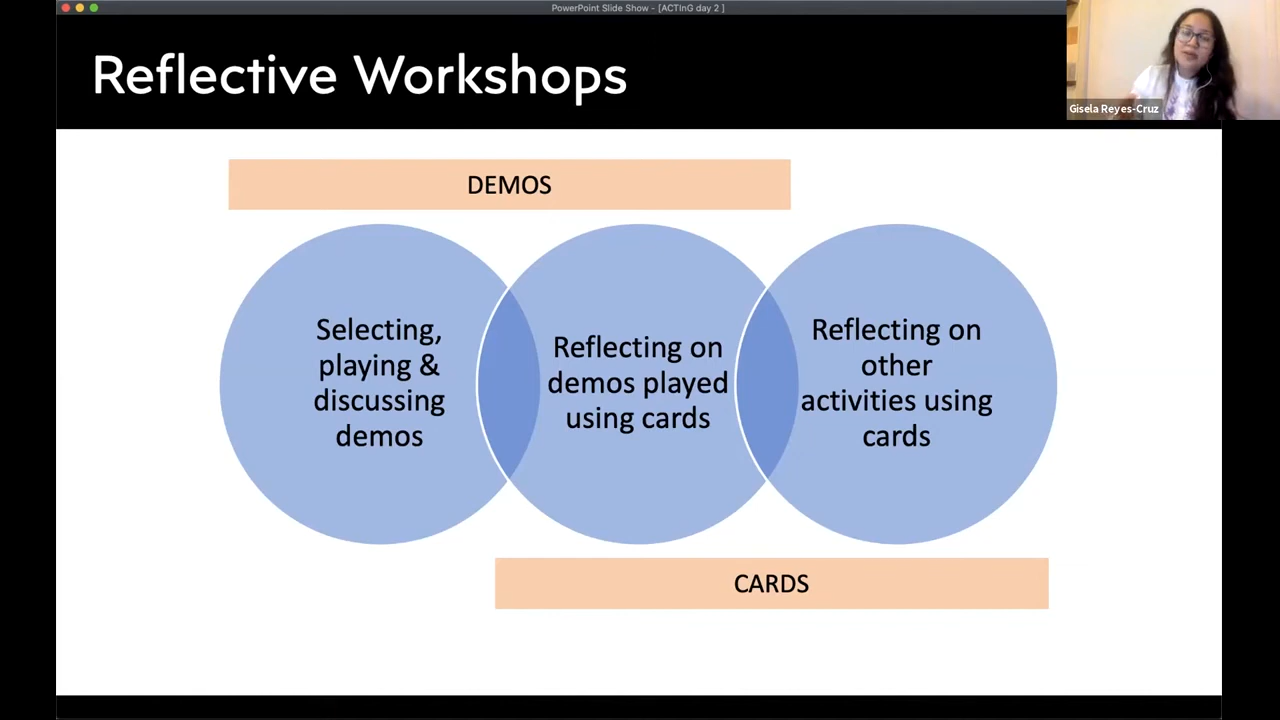 PowerPoint Slide Show - [ACTInG day 2 ]
Reflective Workshops
Gisela Reyes-Cruz
DEMOS
Selecting,
playing &
discussing
demos
Reflecting on
demos played
using cards
Reflecting on
other
activities using
cards
CARDS